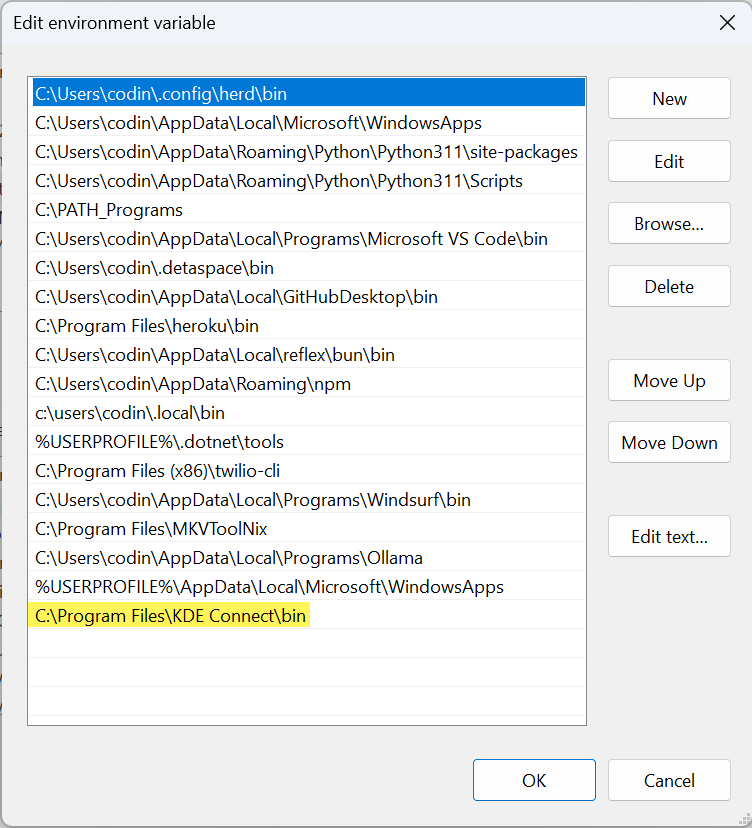 Edit environment variable
C:\Users\codin\.config\herd\bin
C:\Users\codin\AppData\Local\Microsoft\WindowsApps
C:\Users\codin\AppData\Roaming\Python\Python311\site-packages
C:\Users\codin\AppData\Roaming\Python\Python311\Scripts
C:\PATH_Programs
C:\Users\codin\AppData\Local\Programs\Microsoft VS Code\bin
C:\Users\codin\.detaspace\bin
C:\Users\codin\AppData\Local\GitHubDesktop\bin
C:\Program Files\heroku\bin
C:\Users\codin\AppData\Local\reflex\bun\bin
C:\Users\codin\AppData\Roaming\npm
c:\users\codin\.local\bin
%USERPROFILE%\.dotnet\tools
C:\Program Files (x86)\twilio-cli
C:\Users\codin\AppData\Local\Programs\Windsurf\bin
C:\Program Files\MKVToolNix
C:\Users\codin\AppData\Local\Programs\Ollama
%USERPROFILE%\AppData\Local\Microsoft\WindowsApps
C:\Program Files\KDE Connect\bin
New
Edit
Browse...
Delete
Move Up
Move Down
Edit text...
OK
Cancel